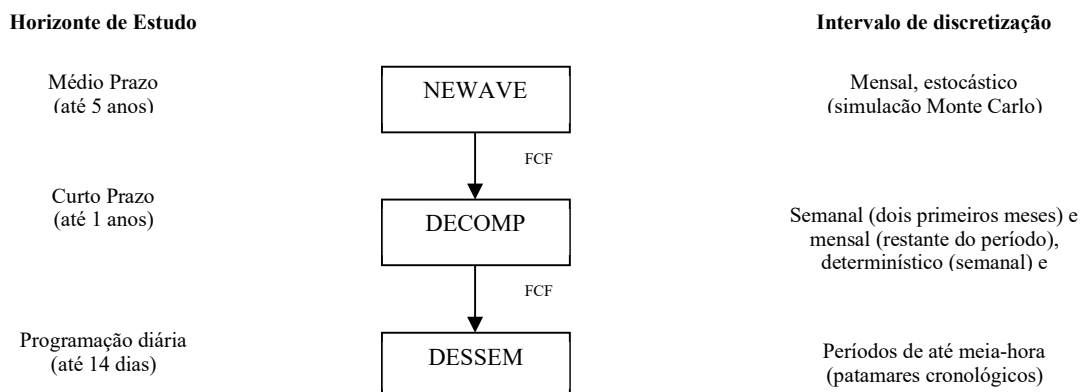 Horizonte de Estudo
Intervalo de discretização
Médio Prazo
(até 5 anos)
NEWAVE
Mensal, estocástico
(simulação Monte Carlo)
FCF
Curto Prazo
(até 1 anos)
DECOMP
Semanal (dois primeiros meses) e
mensal (restante do período),
determinístico (semanal) e
FCF
Programação diária
(até 14 dias)
DESSEM
Períodos de até meia-hora
(patamares cronológicos)